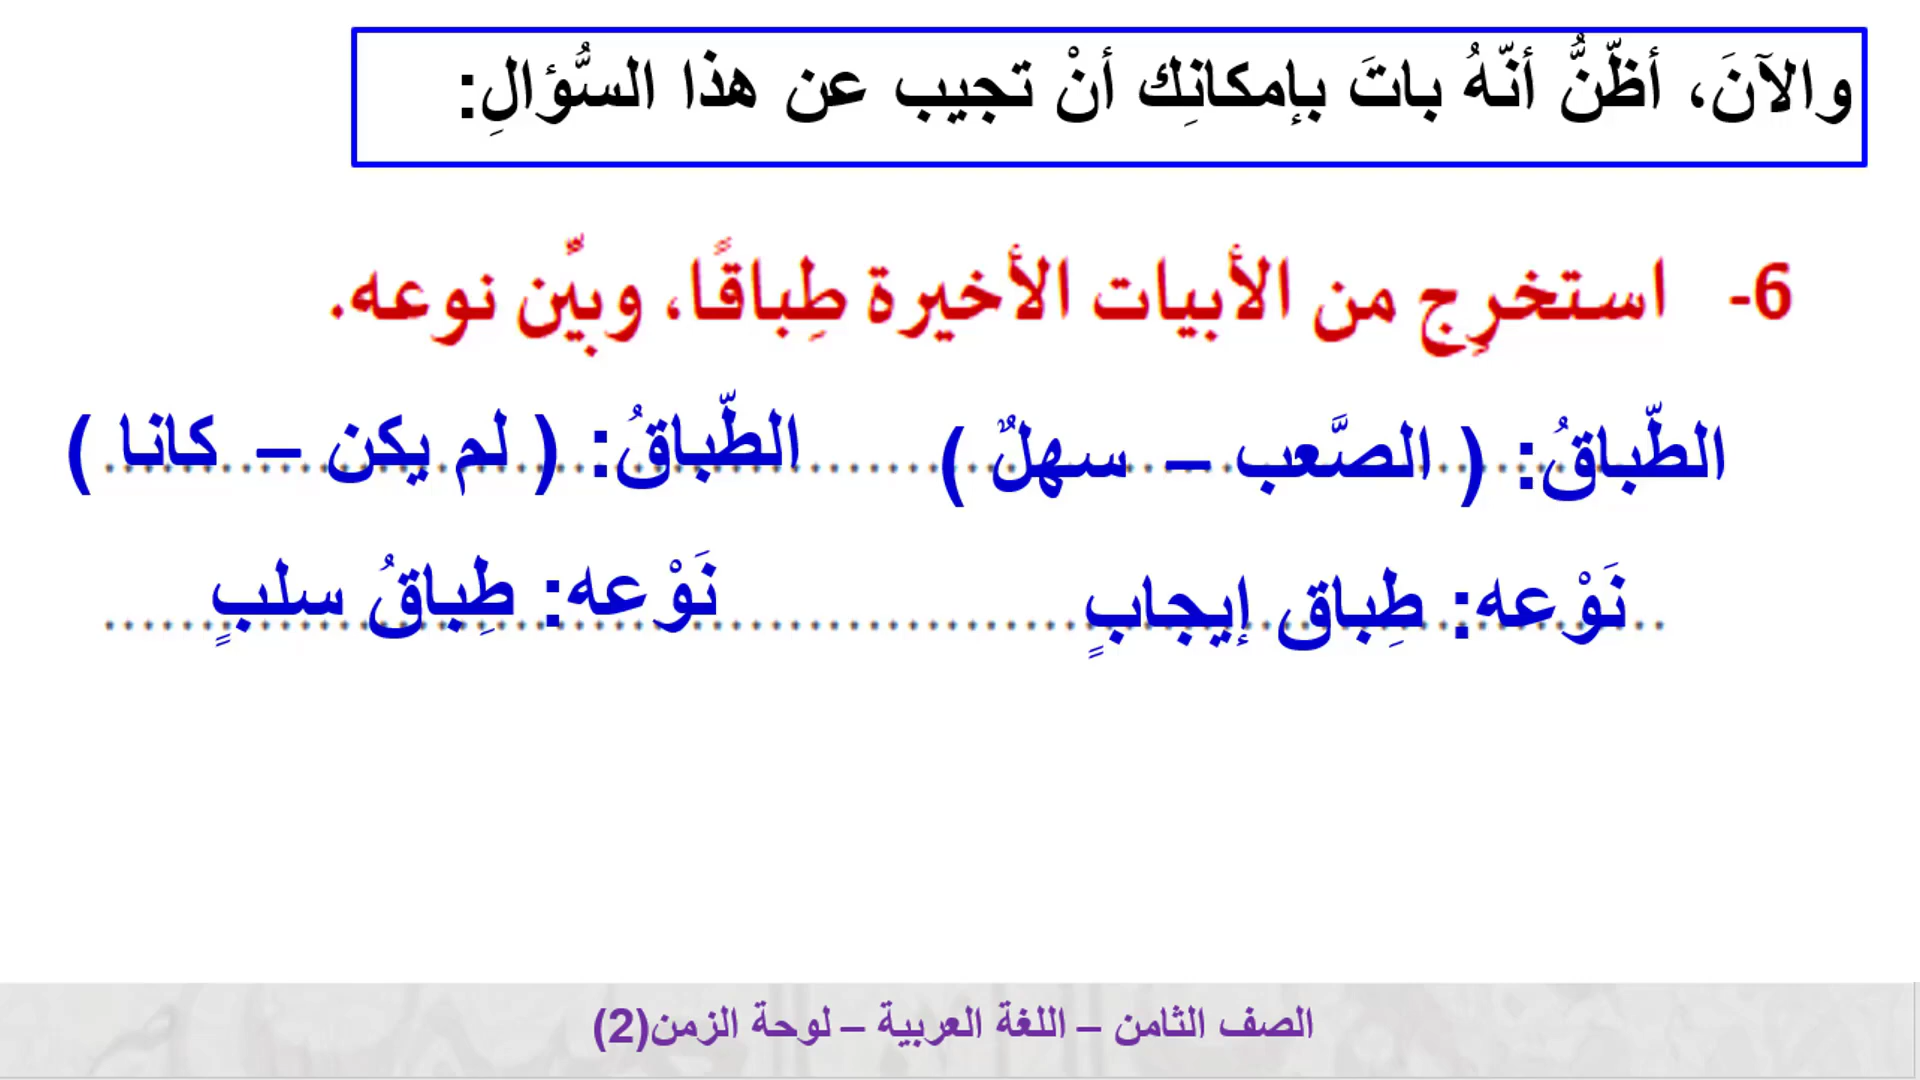 والآنَ، أظّنُّ أنّهُ باتَ بإمكانِك أنْ تجيب عن هذا السُّؤالِ:
6- استخرِج من الأبيات الأخيرة طِباقًا، وبيِّن نوعه.
الطّباقُ: ( الصَّعب – سهلٌ ) الطّباقُ: ( لم يكن – كانا )
نَوْعه: طِباق إيجابٍ نَوْعه: طِباقُ سلبٍ
الصف الثامن – اللغة العربية – لوحة الزمن(2)